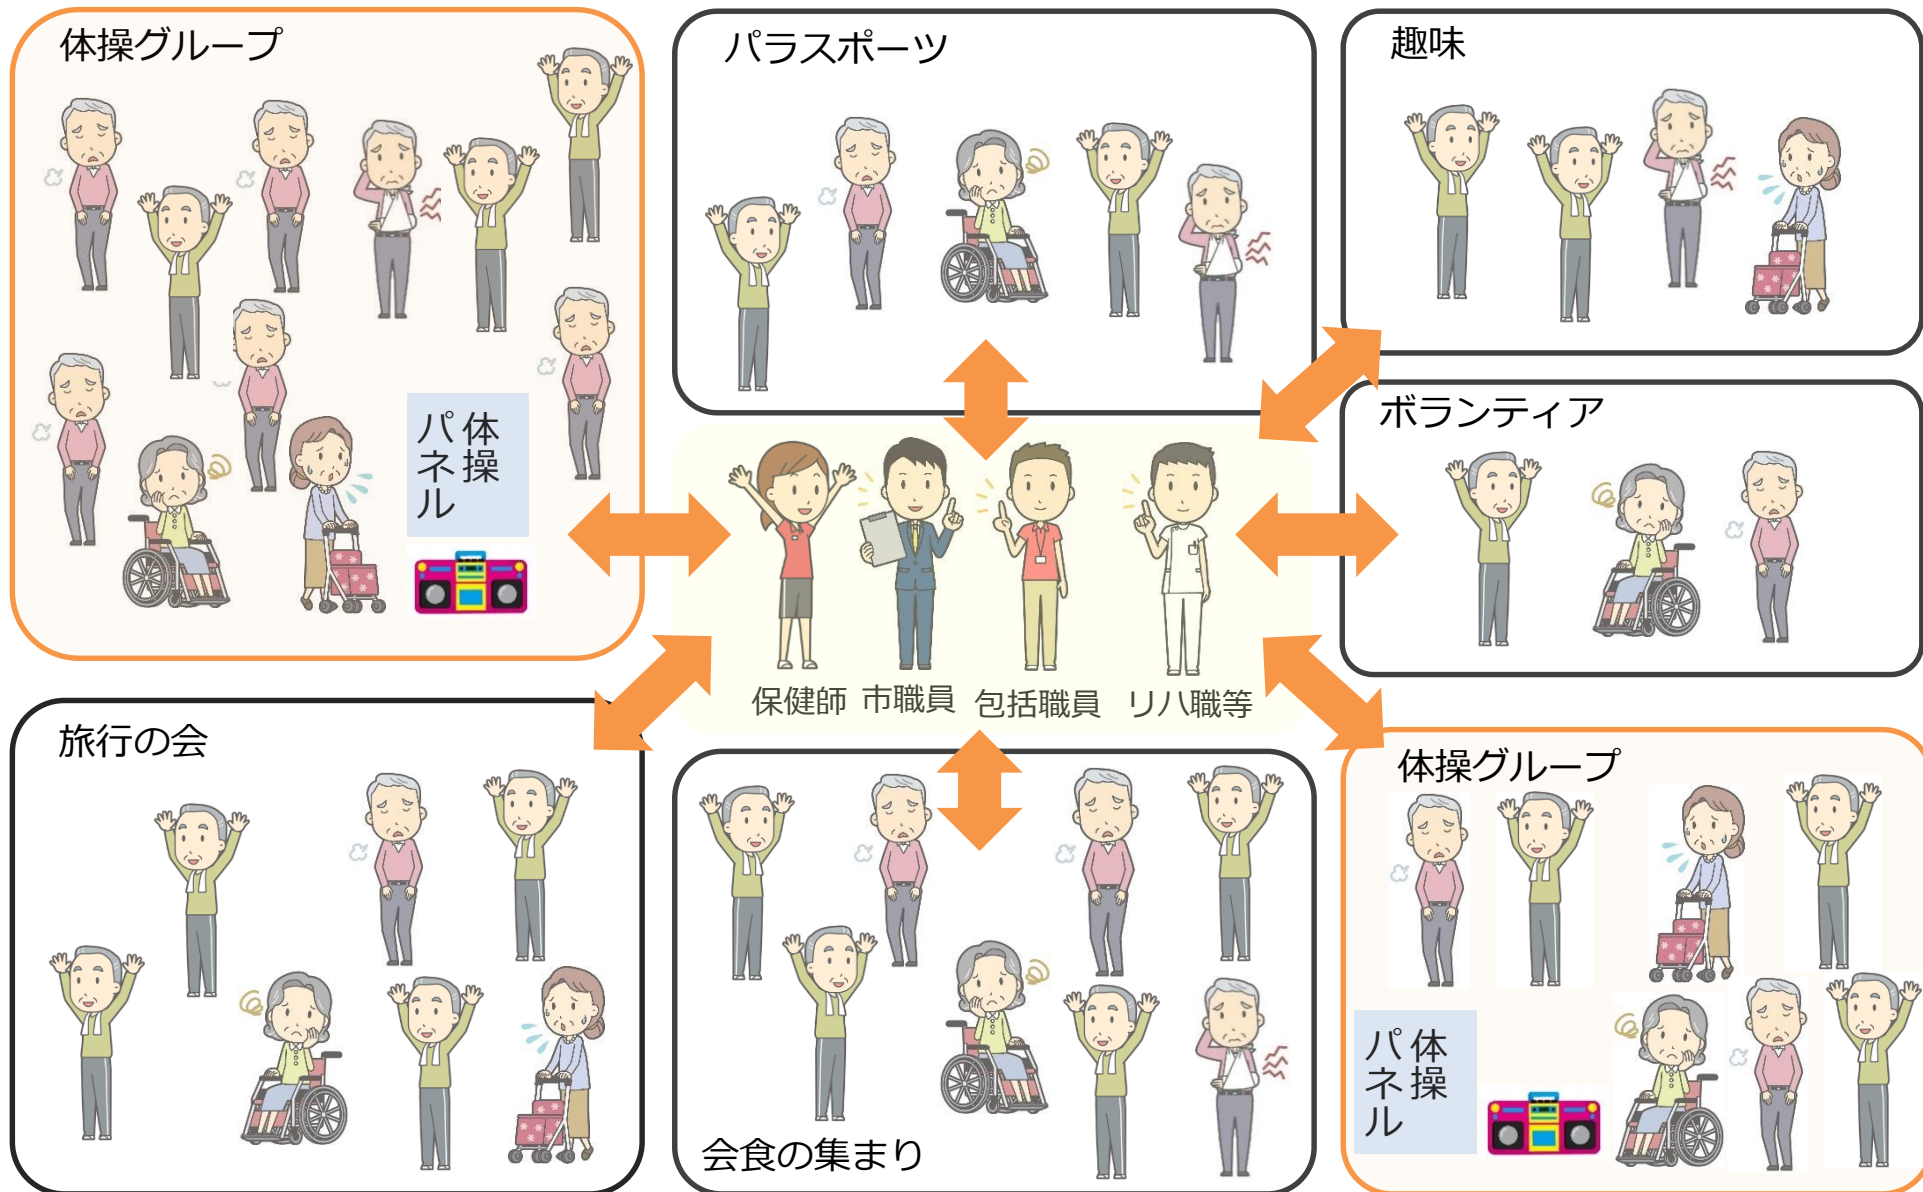 体操グループ
パラスポーツ
趣味
ボランティア
体操
パネル
保健師
市職員
包括職員
リハ職等
旅行の会
会食の集まり
体操グループ
体操
パネル